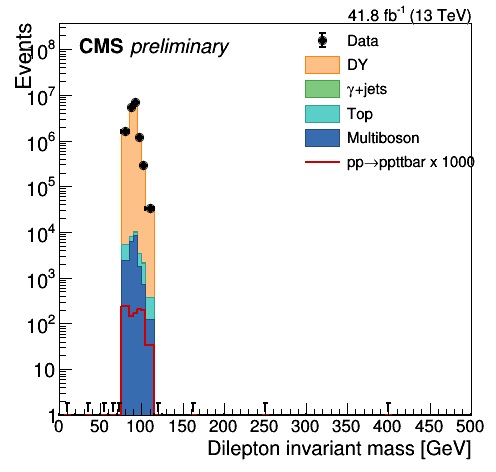 41.8 fb⁻¹ (13 TeV)
Events
CMS preliminary
Data
DY
γ+jets
Top
Multiboson
pp→ppttbar x 1000
10⁸
10⁷
10⁶
10⁵
10⁴
10³
10²
10
1
0 50 100 150 200 250 300 350 400 450 500
Dilepton invariant mass [GeV]